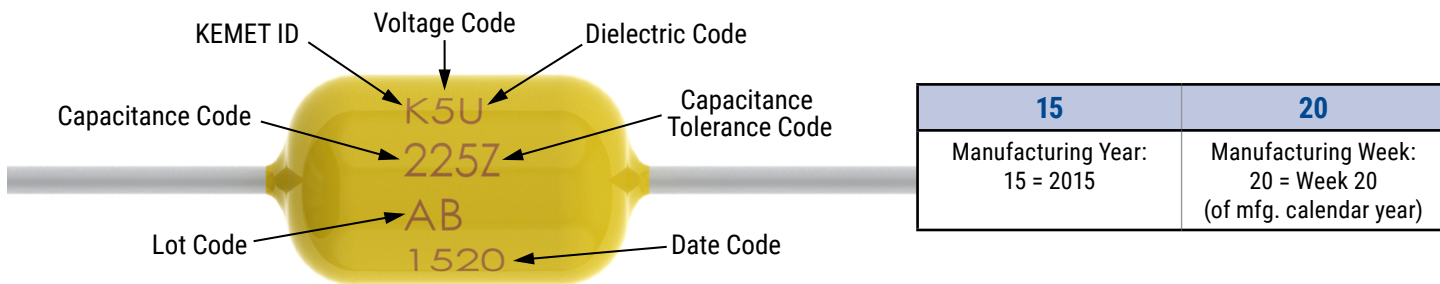 Voltage Code
KEMET ID
Dielectric Code
K5U
Capacitance Code
Capacitance
Tolerance Code
225Z
AB
Lot Code
1520
Date Code
15 20
Manufacturing Year:
15 = 2015
Manufacturing Week:
20 = Week 20
(of mfg. calendar year)